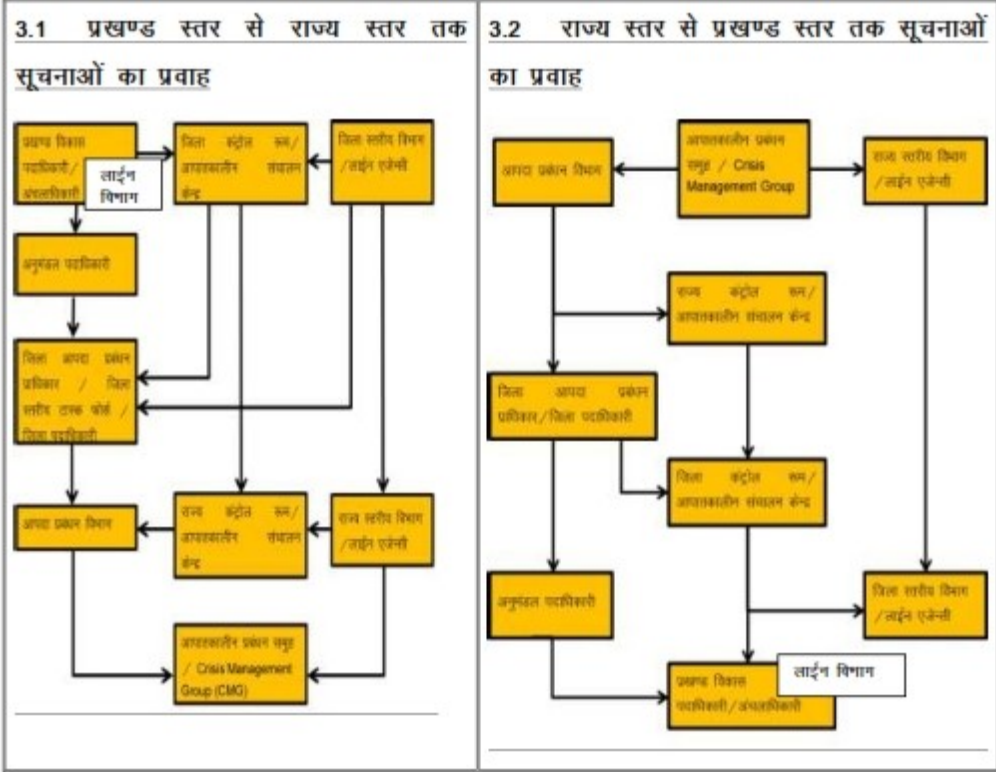 3.1 प्रखण्ड स्तर से राज्य स्तर तक
सूचनाओं का प्रवाह
प्रखण्ड विकास
पदाधिकारी/
अंचलाधिकारी
लाईन
विभाग
जिला कंट्रोल रूम/
आपातकालीन संचालन
केन्द्र
जिला स्तरीय विभाग
/लाईन एजेन्सी
अनुमंडल पदाधिकारी
जिला आपदा प्रबंधन
प्राधिकार / जिला
स्तरीय टास्क फोर्स /
जिला पदाधिकारी
आपदा प्रबंधन विभाग
राज्य कंट्रोल रूम/
आपातकालीन संचालन
केन्द्र
राज्य स्तरीय विभाग
/लाईन एजेन्सी
आपातकालीन प्रबंधन समुह
/ Crisis Management
Group (CMG)
3.2 राज्य स्तर से प्रखण्ड स्तर तक सूचनाओं
का प्रवाह
आपदा प्रबंधन विभाग
आपातकालीन प्रबंधन
समुह / Crisis
Management Group
राज्य स्तरीय विभाग
/लाईन एजेन्सी
राज्य कंट्रोल रूम/
आपातकालीन संचालन केन्द्र
जिला आपदा प्रबंधन
प्राधिकार/जिला पदाधिकारी
जिला कंट्रोल रूम/
आपातकालीन संचालन केन्द्र
अनुमंडल पदाधिकारी
जिला स्तरीय विभाग
/लाईन एजेन्सी
प्रखण्ड विकास
पदाधिकारी/अंचलाधिकारी
लाईन विभाग